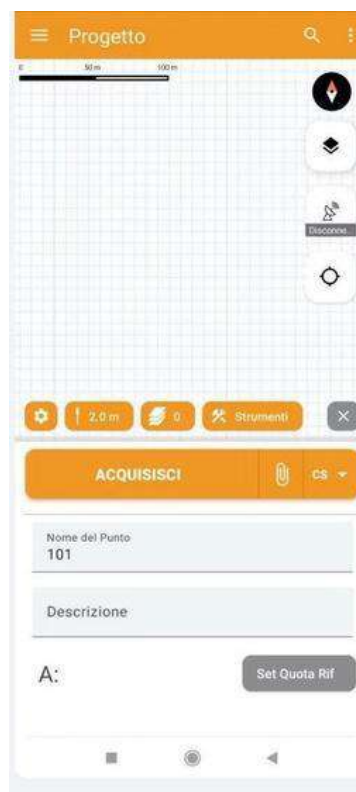 Progetto
0 50 m 100 m
Disconne...
2,0 m
0
Strumenti
ACQUISISCI
CS
Nome del Punto
101
Descrizione
A:
Set Quota Rif